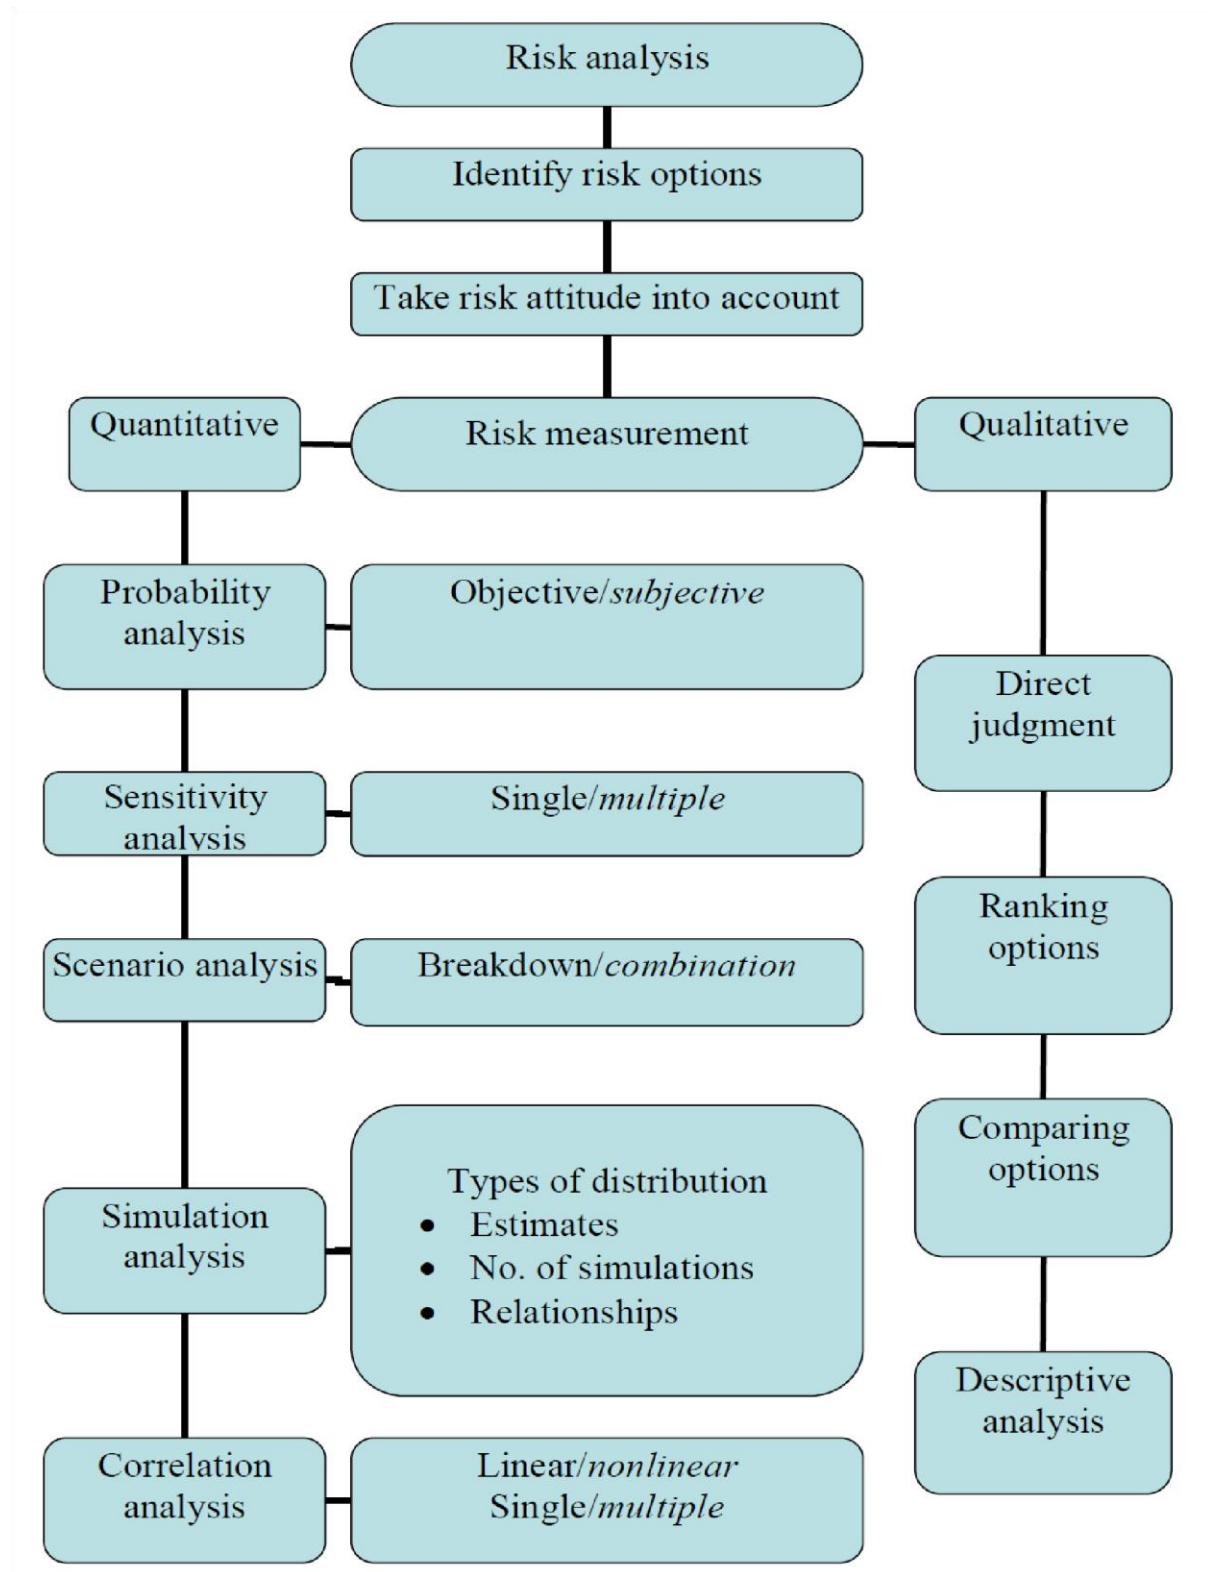 Risk analysis
Identify risk options
Take risk attitude into account
Quantitative
Risk measurement
Qualitative
Probability
analysis
Objective/subjective
Direct
judgment
Sensitivity
analysis
Single/multiple
Ranking
options
Scenario analysis
Breakdown/combination
Comparing
options
Simulation
analysis
Types of distribution
• Estimates
• No. of simulations
• Relationships
Descriptive
analysis
Correlation
analysis
Linear/nonlinear
Single/multiple